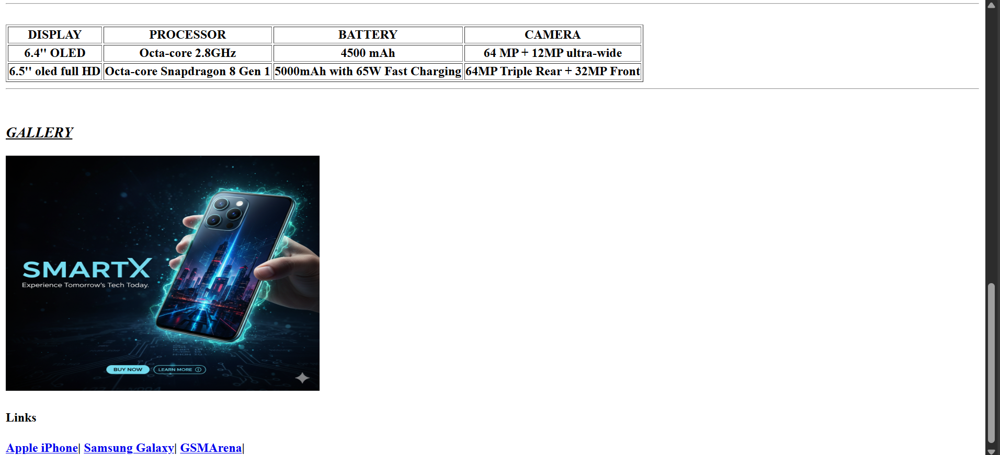 DISPLAY PROCESSOR BATTERY CAMERA
6.4'' OLED Octa-core 2.8GHz 4500 mAh 64 MP + 12MP ultra-wide
6.5'' oled full HD Octa-core Snapdragon 8 Gen 1 5000mAh with 65W Fast Charging 64MP Triple Rear + 32MP Front
GALLERY
SMARTX
Experience Tomorrow's Tech Today.
BUY NOW LEARN MORE
Links
Apple iPhone| Samsung Galaxy| GSMArena|